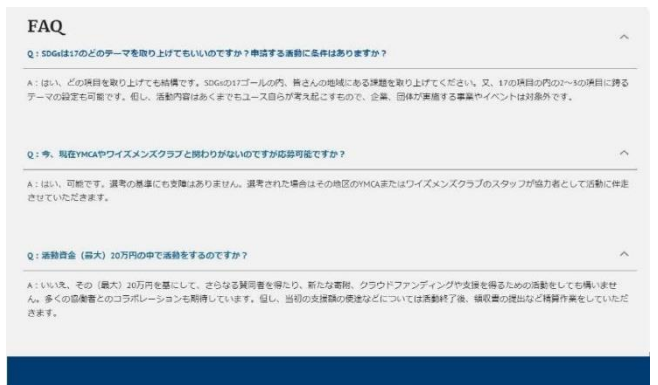 FAQ
Q：SDGsは17のどのテーマを取り上げてもいいのですか？申請する活動に条件はありますか？
A：はい、どの項目を取り上げても結構です。SDGsの17ゴールの内、皆さんの地域にある課題を取り上げてください。又、17の項目の内の2～3の項目に跨る
テーマの設定も可能です。但し、活動内容はあくまでもユース自らが考え起こすもので、企業、団体が実施する事業やイベントは対象外です。
Q：今、現在YMCAやワイズメンズクラブと関わりがないのですが応募可能ですか？
A：はい、可能です。選考の基準にも支障はありません。選考された場合はその地区のYMCAまたはワイズメンズクラブのスタッフが協力者として活動に伴走
させていただきます。
Q：活動資金（最大）20万円の中で活動をするのですか？
A：いいえ、その（最大）20万円を基にして、さらなる賛同者を得たり、新たな寄附、クラウドファンディングや支援を得るための活動をしても構いませ
ん。多くの協働者とのコラボレーションも期待しています。但し、当初の支援額の使途などについては活動終了後、領収書の提出など精算作業をしていただ
きます。